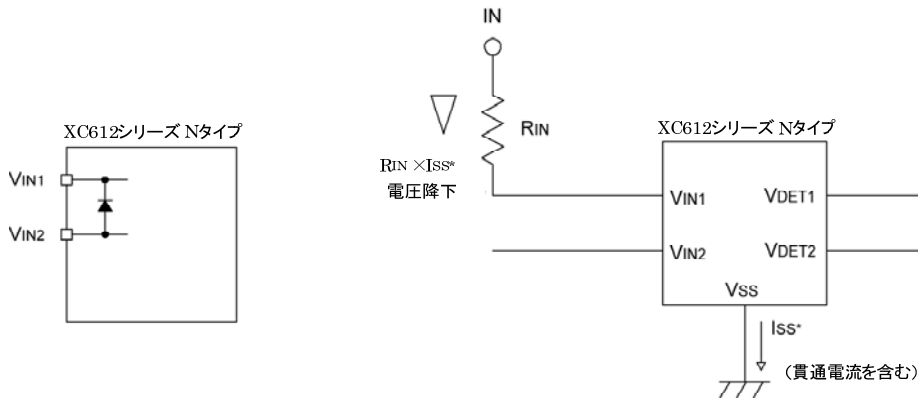 XC612シリーズ Nタイプ
VIN1
VIN2
IN
RIN
RIN ×ISS*
電圧降下
XC612シリーズ Nタイプ
VIN1
VDET1
VIN2
VDET2
VSS
ISS*
(貫通電流を含む)